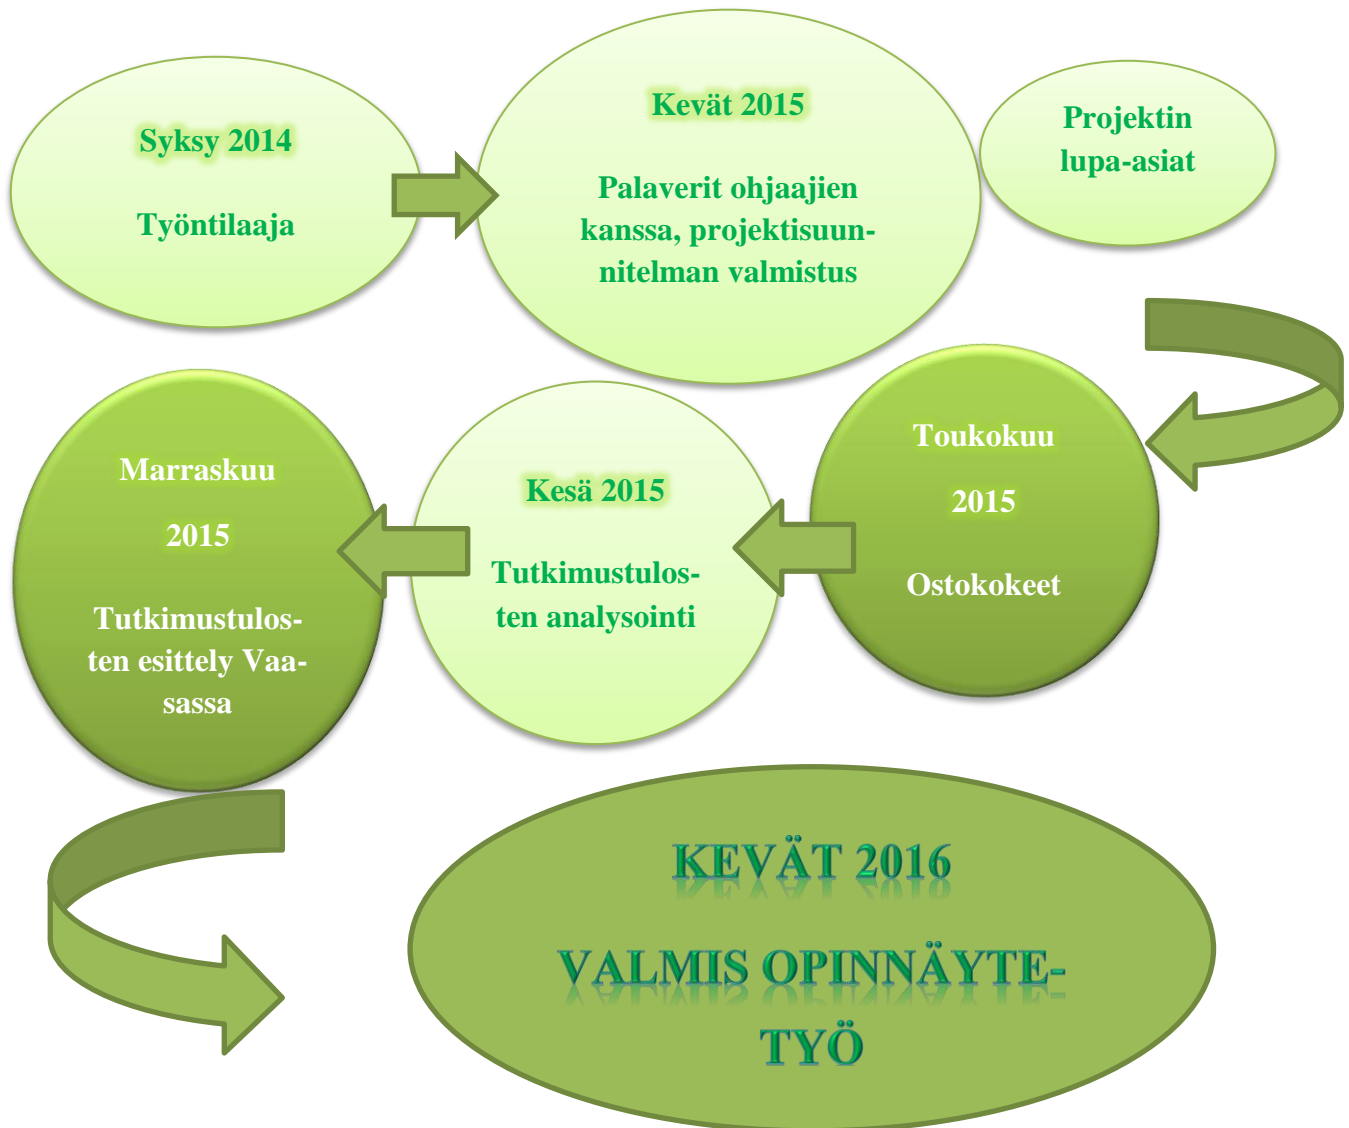 Syksy 2014
Työntilaaja
Kevät 2015
Palaverit ohjaajien
kanssa, projektisuun-
nitelman valmistus
Projektin
lupa-asiat
Toukokuu
2015
Ostokokeet
Kesä 2015
Tutkimustulos-
ten analysointi
Marraskuu
2015
Tutkimustulos-
ten esittely Vaa-
sassa
KEVÄT 2016
VALMIS OPINNÄYTE-
TYÖ